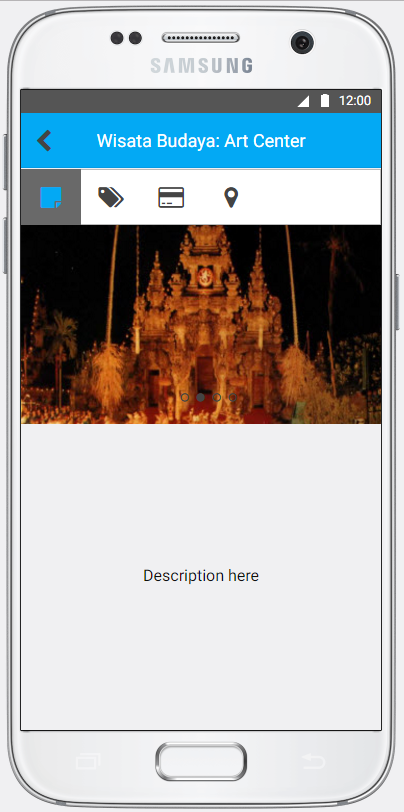 SAMSUNG
12:00
Wisata Budaya: Art Center
Description here